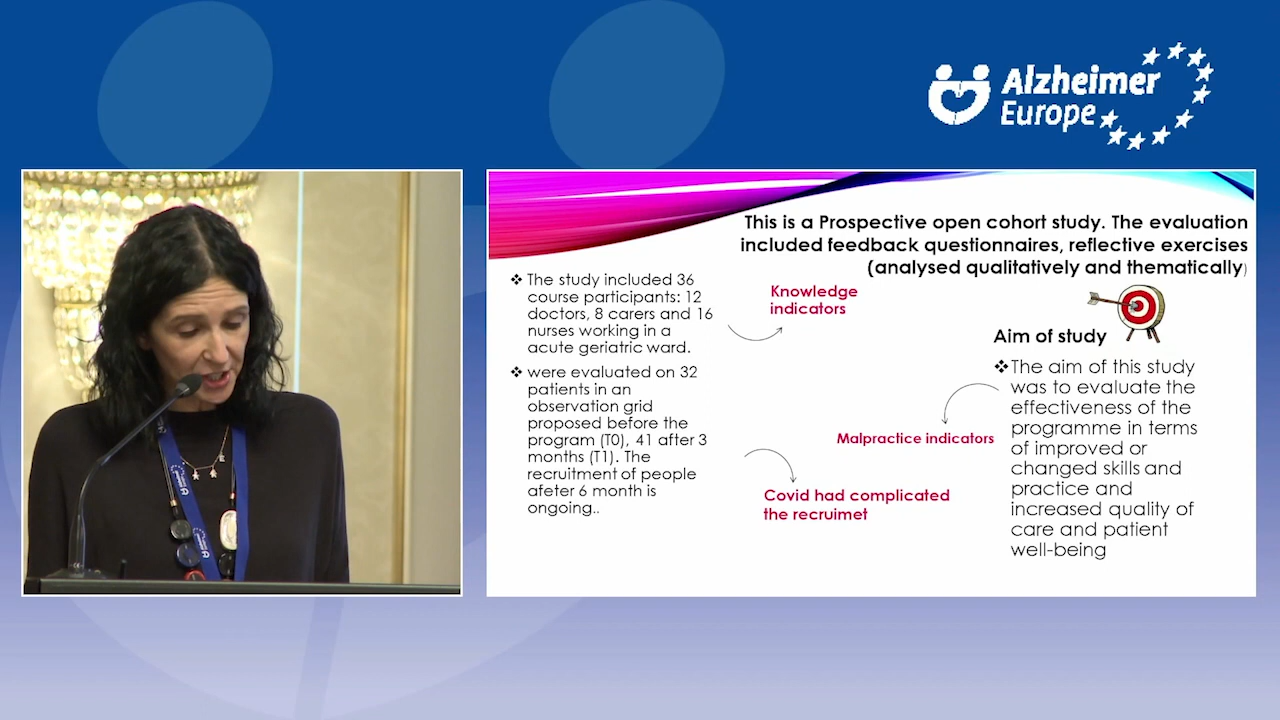 Alzheimer
Europe
This is a Prospective open cohort study. The evaluation
included feedback questionnaires, reflective exercises
(analysed qualitatively and thematically)
❖ The study included 36
course participants: 12
doctors, 8 carers and 16
nurses working in a
acute geriatric ward.
❖ were evaluated on 32
patients in an
observation grid
proposed before the
program (T0), 41 after 3
months (T1). The
recruitment of people
afeter 6 month is
ongoing..
Knowledge
indicators
Malpractice indicators
Covid had complicated
the recruimet
Aim of study
❖The aim of this study
was to evaluate the
effectiveness of the
programme in terms
of improved or
changed skills and
practice and
increased quality of
care and patient
well-being